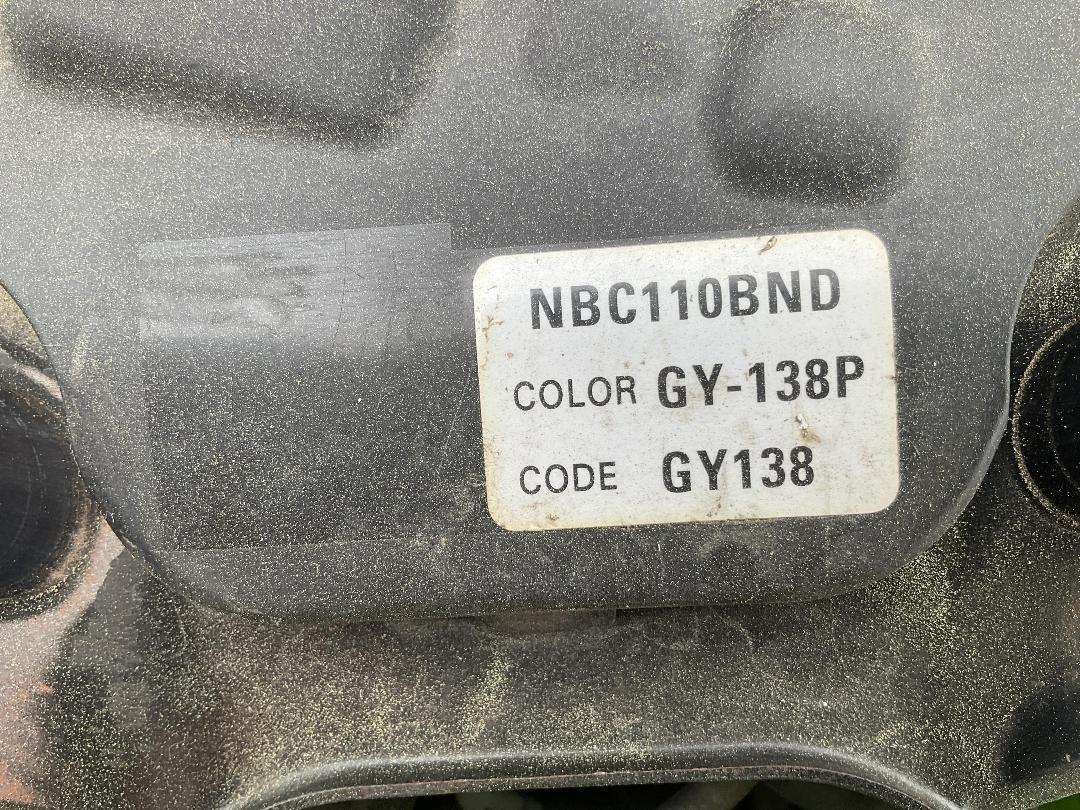 NBC110BND
COLOR GY-138P
CODE GY138